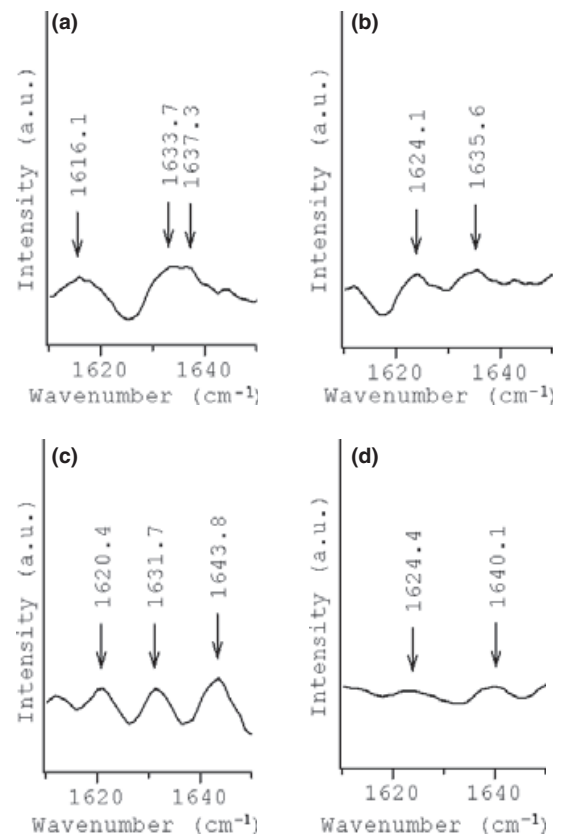 (a)
Intensity (a.u.)
1616.1
1633.7
1637.3
1620
1640
Wavenumber (cm⁻¹)
(b)
Intensity (a.u.)
1624.1
1635.6
1620
1640
Wavenumber (cm⁻¹)
(c)
Intensity (a.u.)
1620.4
1631.7
1643.8
1620
1640
Wavenumber (cm⁻¹)
(d)
Intensity (a.u.)
1624.4
1640.1
1620
1640
Wavenumber (cm⁻¹)